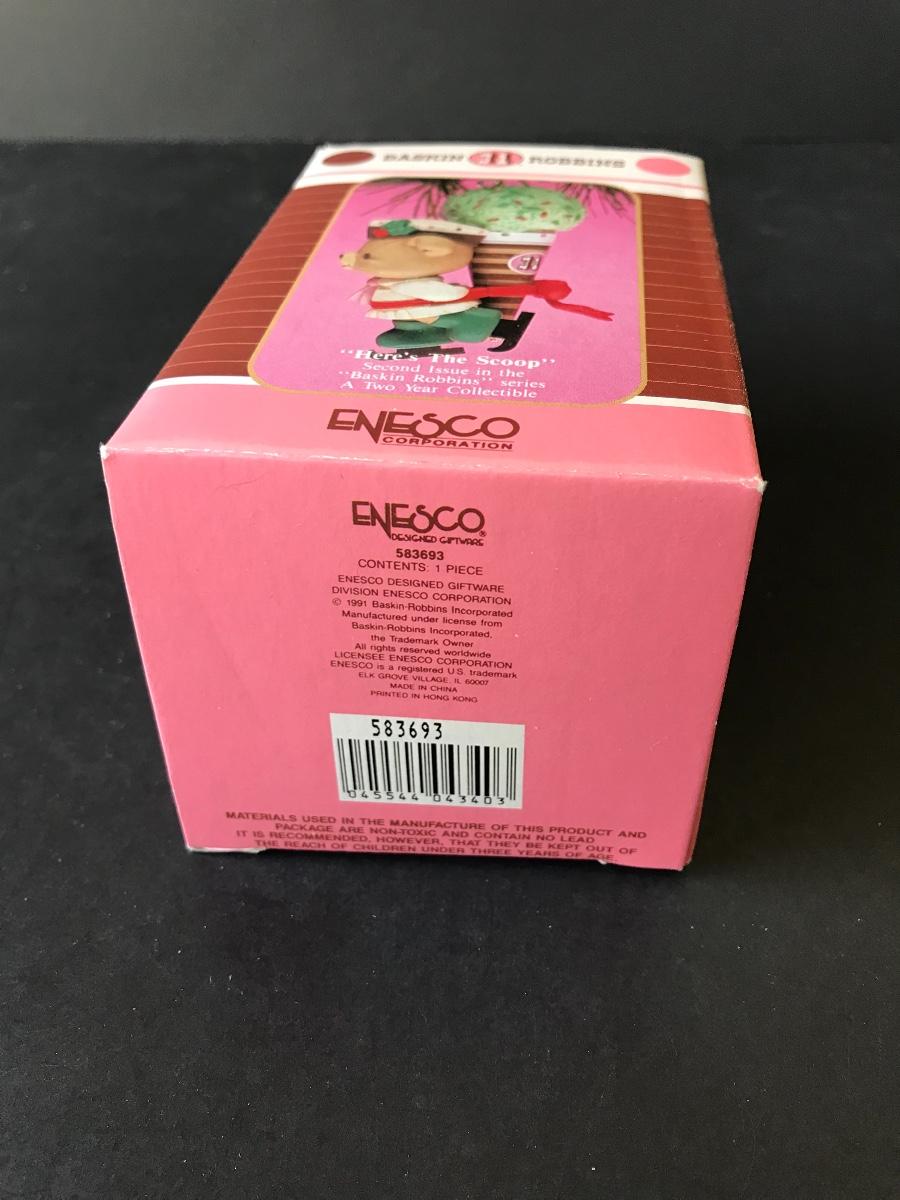 BASKIN 31 ROBBINS
31
"Here's The Scoop"
Second Issue in the
"Baskin Robbins" series
A Two Year Collectible
ENESCO
CORPORATION
ENESCO®
DESIGNED GIFTWARE
583693
CONTENTS: 1 PIECE
ENESCO DESIGNED GIFTWARE
DIVISION ENESCO CORPORATION
© 1991 Baskin-Robbins Incorporated
Manufactured under license from
Baskin-Robbins Incorporated,
the Trademark Owner
All rights reserved worldwide
LICENSEE ENESCO CORPORATION
ENESCO is a registered U.S. trademark
ELK GROVE VILLAGE, IL 60007
MADE IN CHINA
PRINTED IN HONG KONG
583693
045544 043403
MATERIALS USED IN THE MANUFACTURE OF THIS PRODUCT AND
PACKAGE ARE NON-TOXIC AND CONTAIN NO LEAD
IT IS RECOMMENDED, HOWEVER, THAT THEY BE KEPT OUT OF
THE REACH OF CHILDREN UNDER THREE YEARS OF AGE.